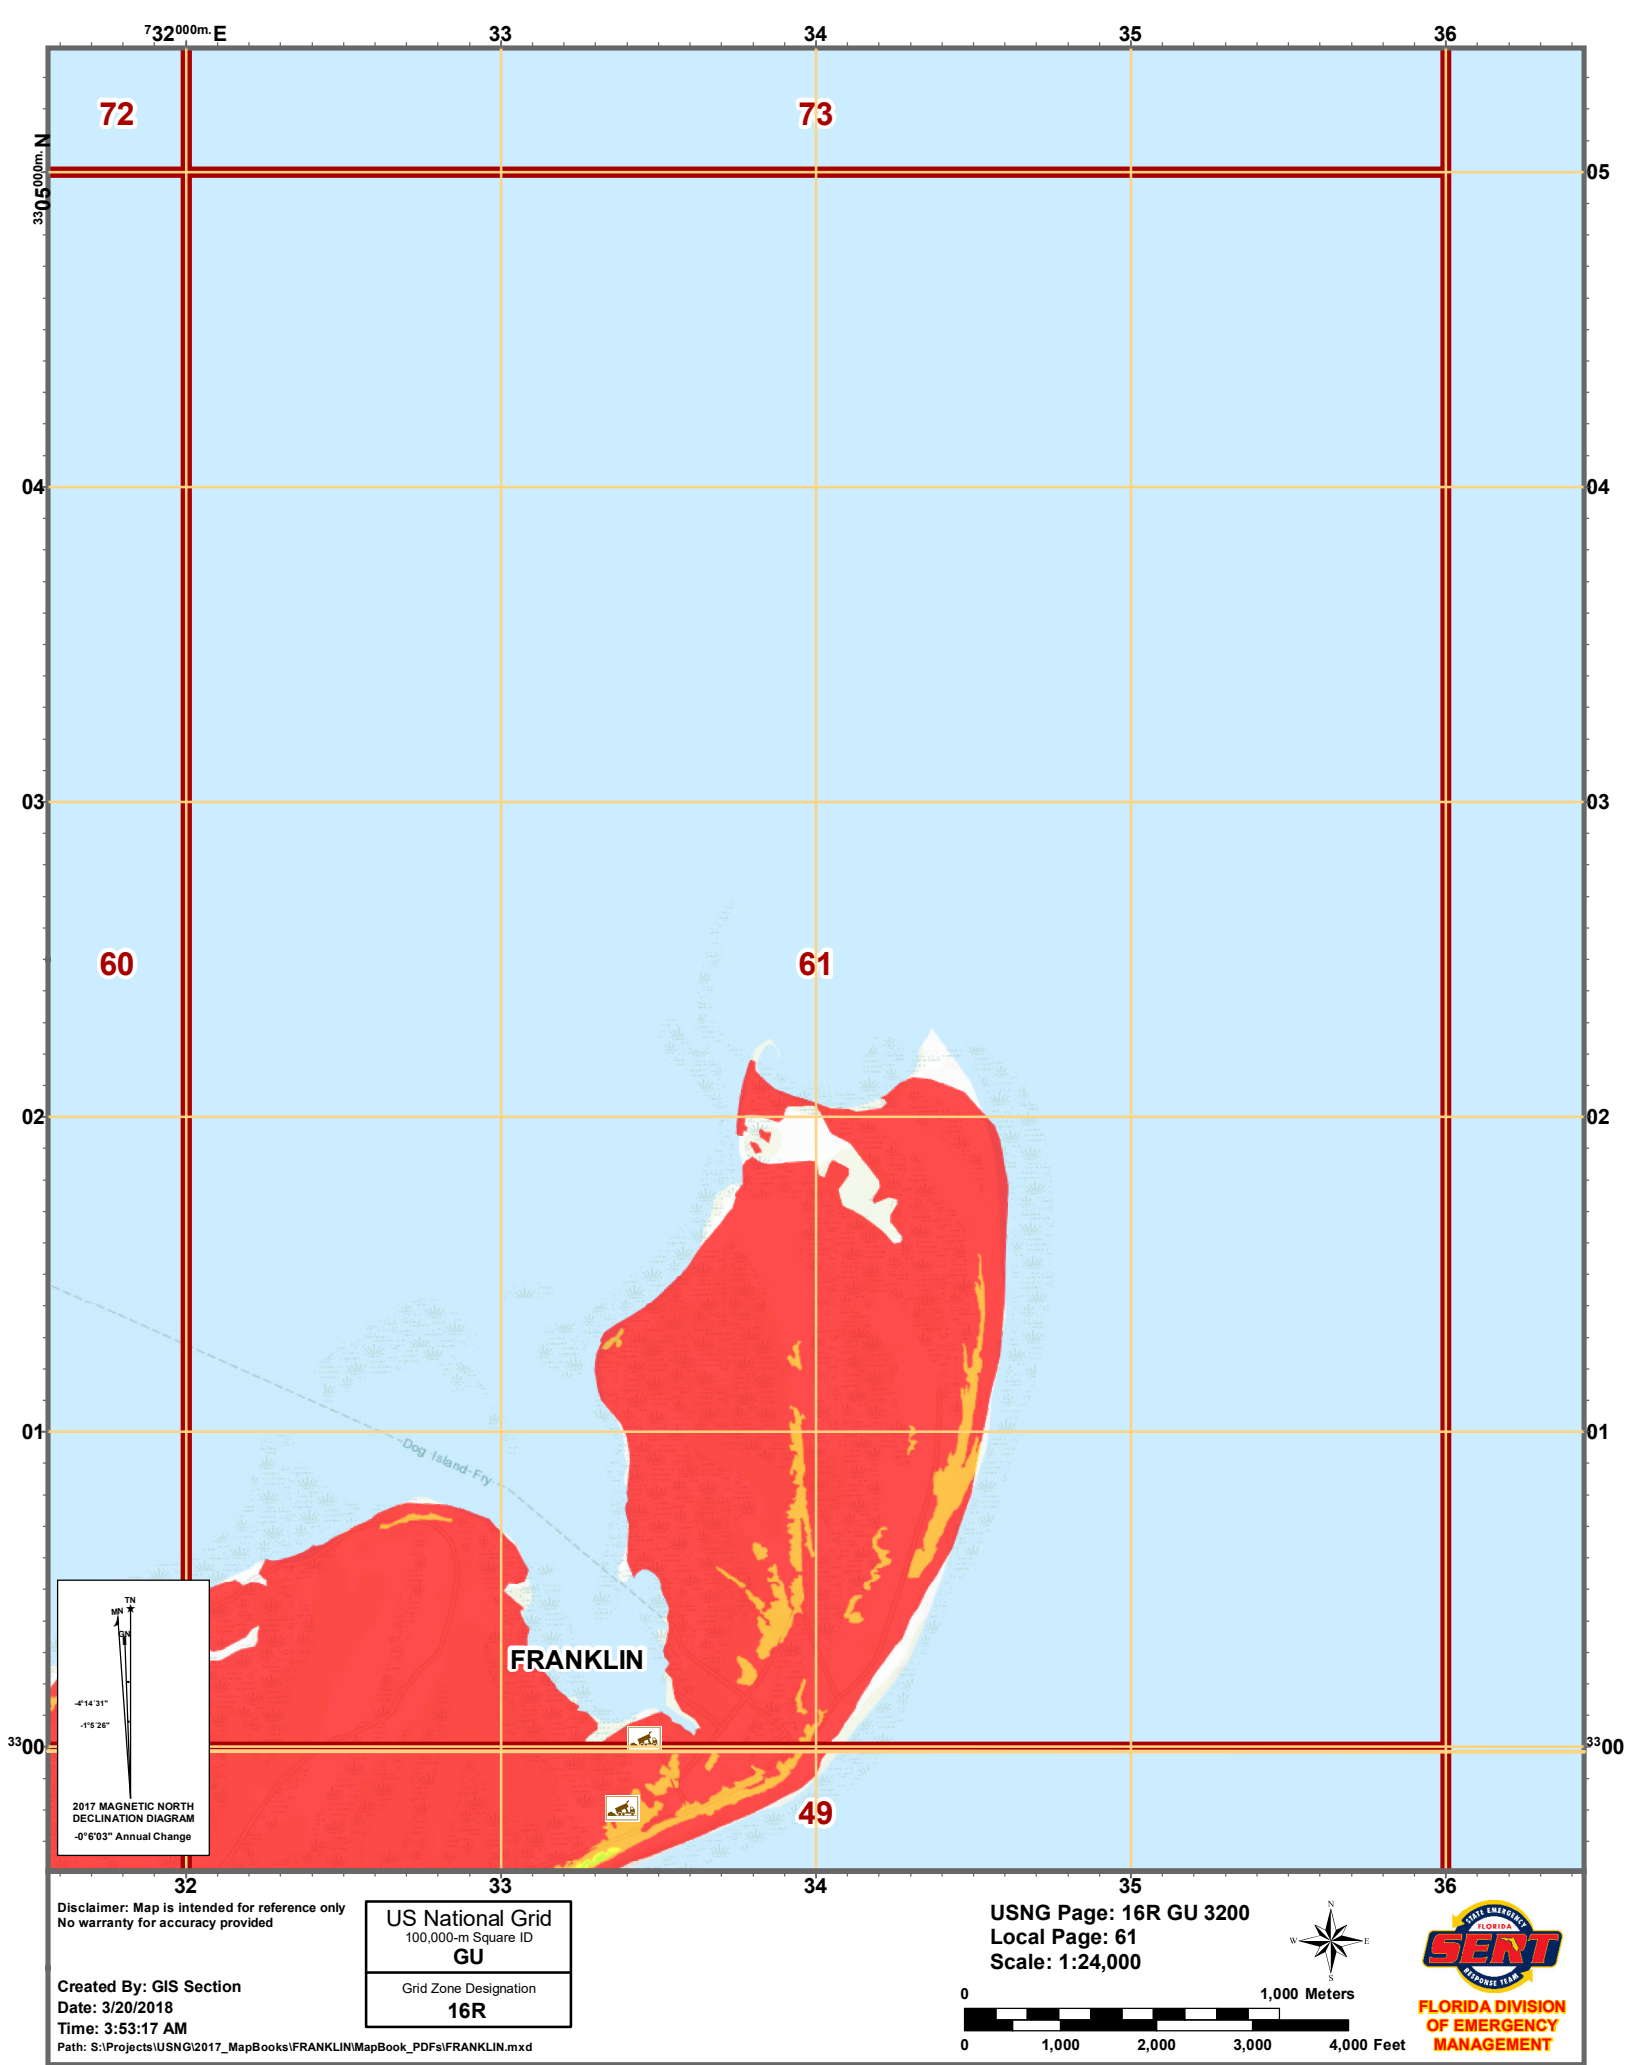 732000m. E 33 34 35 36
72 73
3305000m. N 05
04 04
03 03
60 61
02 02
01 01
Dog Island Fry
FRANKLIN
TN
MN
GN
-4°14'31"
-1°5'26"
3300 3300
2017 MAGNETIC NORTH
DECLINATION DIAGRAM
-0°6'03" Annual Change
49
32 33 34 35 36
Disclaimer: Map is intended for reference only
No warranty for accuracy provided
Created By: GIS Section
Date: 3/20/2018
Time: 3:53:17 AM
Path: S:\Projects\USNG\2017_MapBooks\FRANKLIN\MapBook_PDFs\FRANKLIN.mxd
US National Grid
100,000-m Square ID
GU
Grid Zone Designation
16R
USNG Page: 16R GU 3200
Local Page: 61
Scale: 1:24,000
0 1,000 Meters
0 1,000 2,000 3,000 4,000 Feet
N
W E
S
STATE EMERGENCY
FLORIDA
SERT
RESPONSE TEAM
FLORIDA DIVISION
OF EMERGENCY
MANAGEMENT